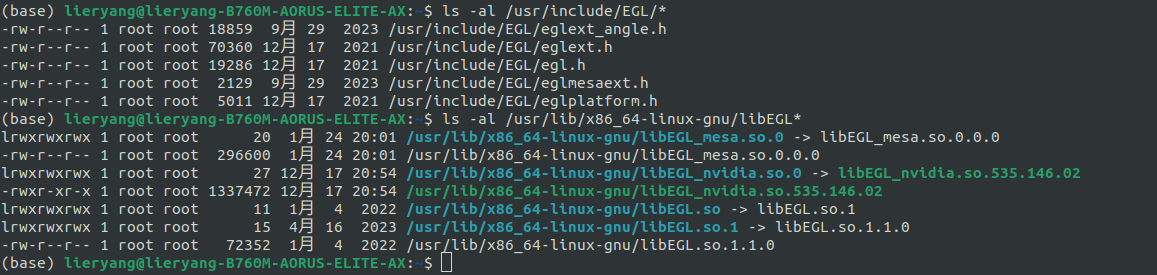 (base) lieryang@lieryang-B760M-AORUS-ELITE-AX:~$ ls -al /usr/include/EGL/*
-rw-r--r-- 1 root root 18859  9月 29  2023 /usr/include/EGL/eglext_angle.h
-rw-r--r-- 1 root root 70360 12月 17  2021 /usr/include/EGL/eglext.h
-rw-r--r-- 1 root root 19286 12月 17  2021 /usr/include/EGL/egl.h
-rw-r--r-- 1 root root  2129  9月 29  2023 /usr/include/EGL/eglmesaext.h
-rw-r--r-- 1 root root  5011 12月 17  2021 /usr/include/EGL/eglplatform.h
(base) lieryang@lieryang-B760M-AORUS-ELITE-AX:~$ ls -al /usr/lib/x86_64-linux-gnu/libEGL*
lrwxrwxrwx 1 root root      20  1月 24 20:01 /usr/lib/x86_64-linux-gnu/libEGL_mesa.so.0 -> libEGL_mesa.so.0.0.0
-rw-r--r-- 1 root root  296600  1月 24 20:01 /usr/lib/x86_64-linux-gnu/libEGL_mesa.so.0.0.0
lrwxrwxrwx 1 root root      27 12月 17 20:54 /usr/lib/x86_64-linux-gnu/libEGL_nvidia.so.0 -> libEGL_nvidia.so.535.146.02
-rwxr-xr-x 1 root root 1337472 12月 17 20:54 /usr/lib/x86_64-linux-gnu/libEGL_nvidia.so.535.146.02
lrwxrwxrwx 1 root root      11  1月  4  2022 /usr/lib/x86_64-linux-gnu/libEGL.so -> libEGL.so.1
lrwxrwxrwx 1 root root      15  4月 16  2023 /usr/lib/x86_64-linux-gnu/libEGL.so.1 -> libEGL.so.1.1.0
-rw-r--r-- 1 root root   72352  1月  4  2022 /usr/lib/x86_64-linux-gnu/libEGL.so.1.1.0
(base) lieryang@lieryang-B760M-AORUS-ELITE-AX:~$